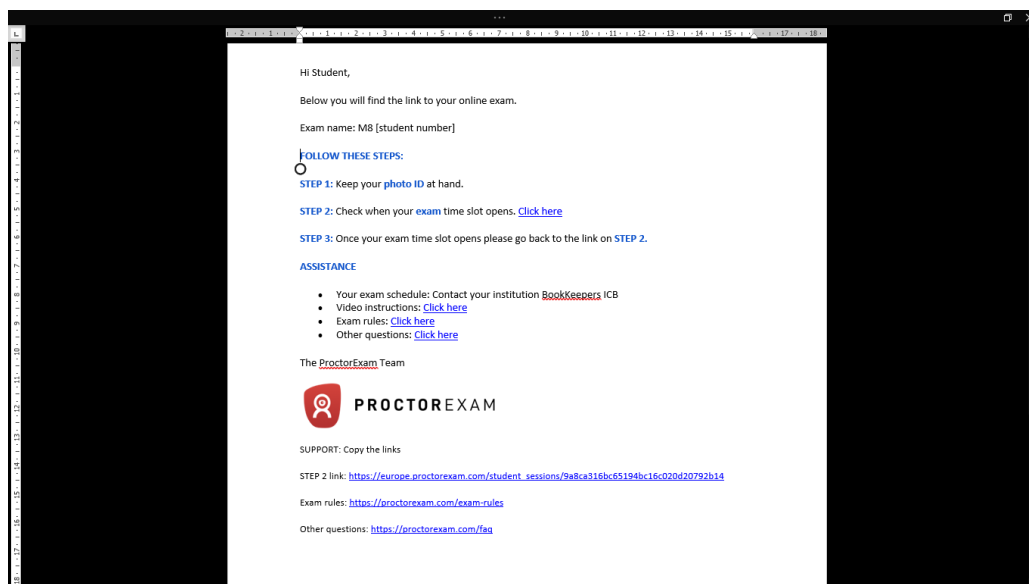 Hi Student,
Below you will find the link to your online exam.
Exam name: M8 [student number]
FOLLOW THESE STEPS:
STEP 1: Keep your photo ID at hand.
STEP 2: Check when your exam time slot opens. Click here
STEP 3: Once your exam time slot opens please go back to the link on STEP 2.
ASSISTANCE
• Your exam schedule: Contact your institution BookKeepers ICB
• Video instructions: Click here
• Exam rules: Click here
• Other questions: Click here
The ProctorExam Team
PROCTOREXAM
SUPPORT: Copy the links
STEP 2 link: https://europe.proctorexam.com/student_sessions/9a8ca316bc65194bc16c020d20792b14
Exam rules: https://proctorexam.com/exam-rules
Other questions: https://proctorexam.com/faq